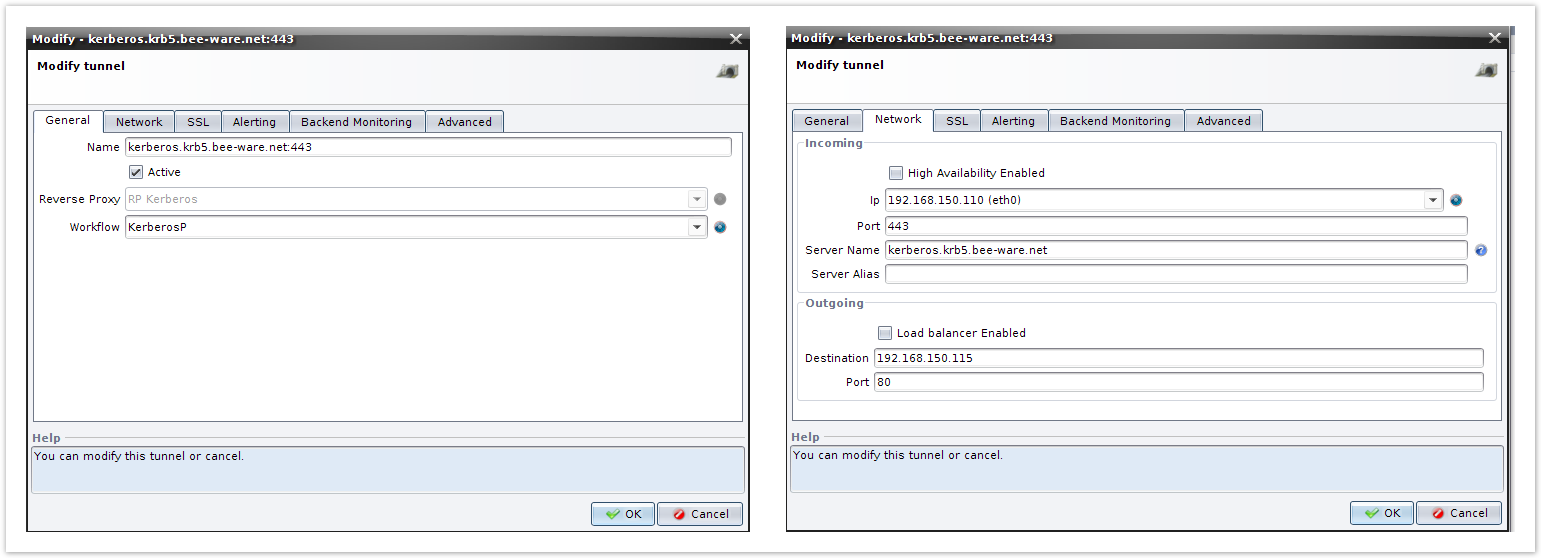 Modify - kerberos.krb5.bee-ware.net:443
Modify tunnel
General Network SSL Alerting Backend Monitoring Advanced
Name kerberos.krb5.bee-ware.net:443
Active
Reverse Proxy RP Kerberos
Workflow KerberosP
Help
You can modify this tunnel or cancel.
OK Cancel
Modify - kerberos.krb5.bee-ware.net:443
Modify tunnel
General Network SSL Alerting Backend Monitoring Advanced
Incoming
High Availability Enabled
Ip 192.168.150.110 (eth0)
Port 443
Server Name kerberos.krb5.bee-ware.net
Server Alias
Outgoing
Load balancer Enabled
Destination 192.168.150.115
Port 80
Help
You can modify this tunnel or cancel.
OK Cancel